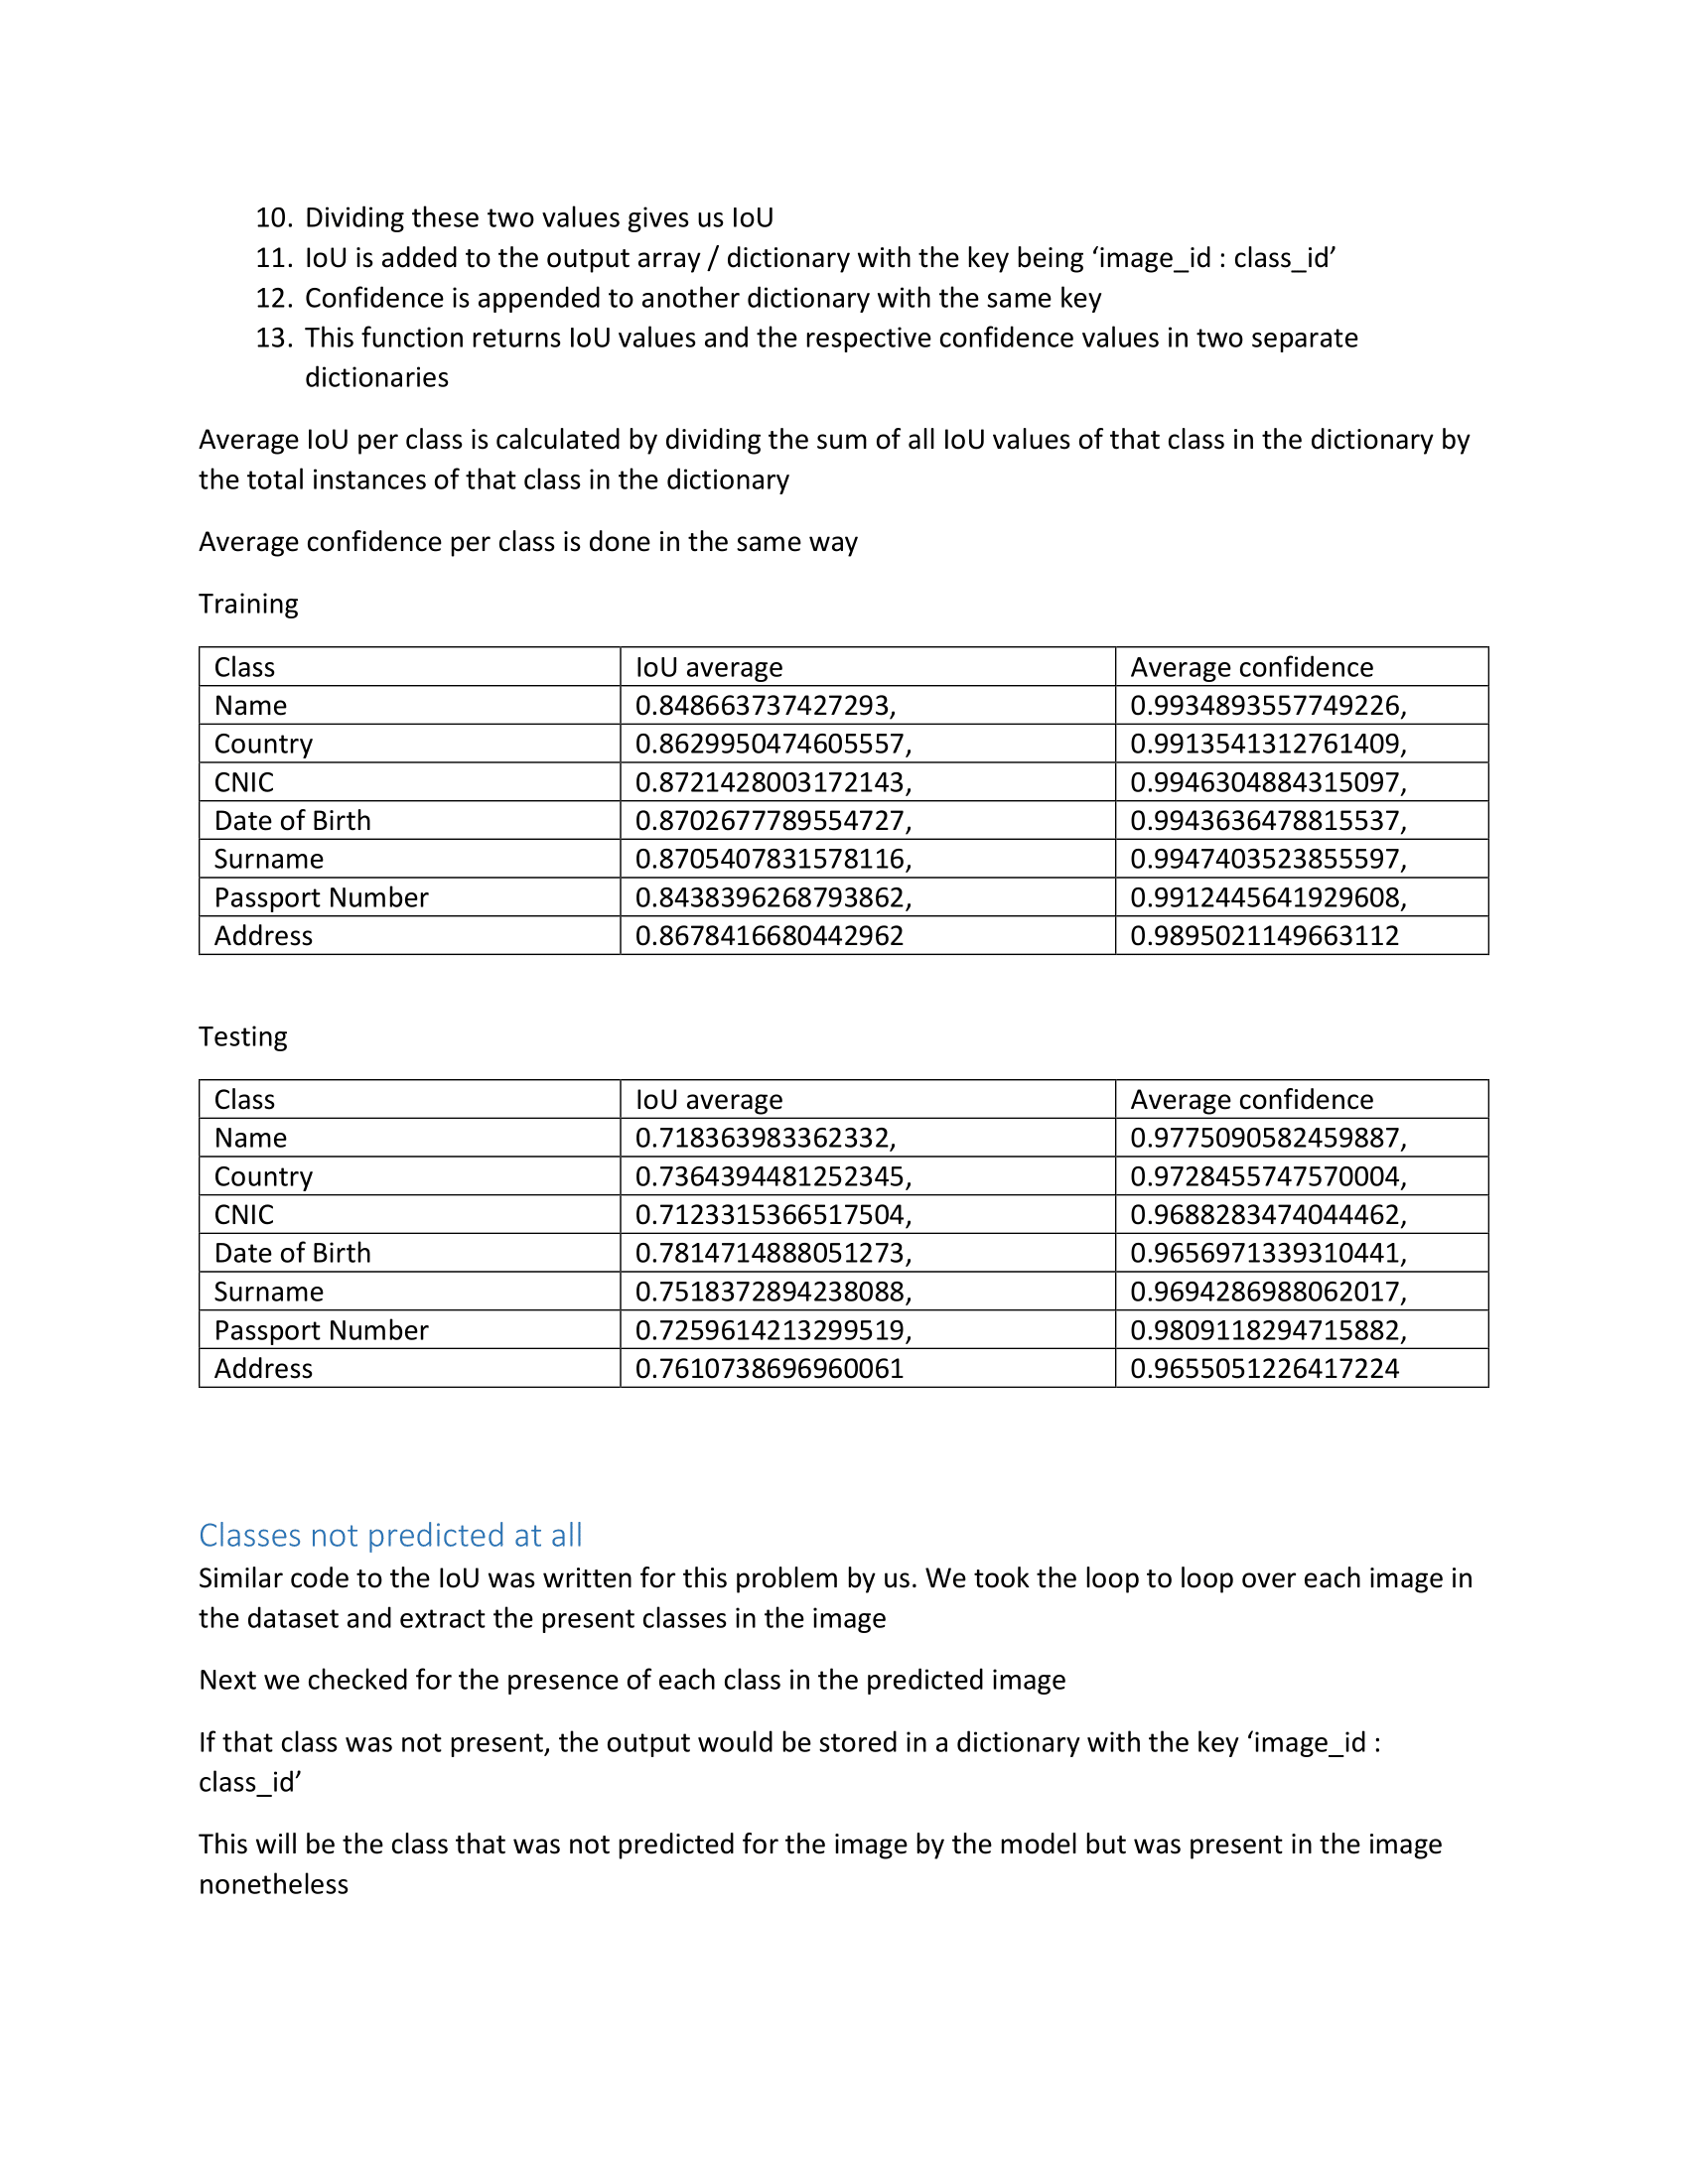 10. Dividing these two values gives us IoU
11. IoU is added to the output array / dictionary with the key being ‘image_id : class_id’
12. Confidence is appended to another dictionary with the same key
13. This function returns IoU values and the respective confidence values in two separate
dictionaries
Average IoU per class is calculated by dividing the sum of all IoU values of that class in the dictionary by
the total instances of that class in the dictionary
Average confidence per class is done in the same way
Training
Class IoU average Average confidence
Name 0.848663737427293, 0.9934893557749226,
Country 0.8629950474605557, 0.9913541312761409,
CNIC 0.8721428003172143, 0.9946304884315097,
Date of Birth 0.8702677789554727, 0.9943636478815537,
Surname 0.8705407831578116, 0.9947403523855597,
Passport Number 0.8438396268793862, 0.9912445641929608,
Address 0.8678416680442962 0.9895021149663112
Testing
Class IoU average Average confidence
Name 0.718363983362332, 0.9775090582459887,
Country 0.7364394481252345, 0.9728455747570004,
CNIC 0.7123315366517504, 0.9688283474044462,
Date of Birth 0.7814714888051273, 0.9656971339310441,
Surname 0.7518372894238088, 0.9694286988062017,
Passport Number 0.7259614213299519, 0.9809118294715882,
Address 0.7610738696960061 0.9655051226417224
Classes not predicted at all
Similar code to the IoU was written for this problem by us. We took the loop to loop over each image in
the dataset and extract the present classes in the image
Next we checked for the presence of each class in the predicted image
If that class was not present, the output would be stored in a dictionary with the key ‘image_id :
class_id’
This will be the class that was not predicted for the image by the model but was present in the image
nonetheless